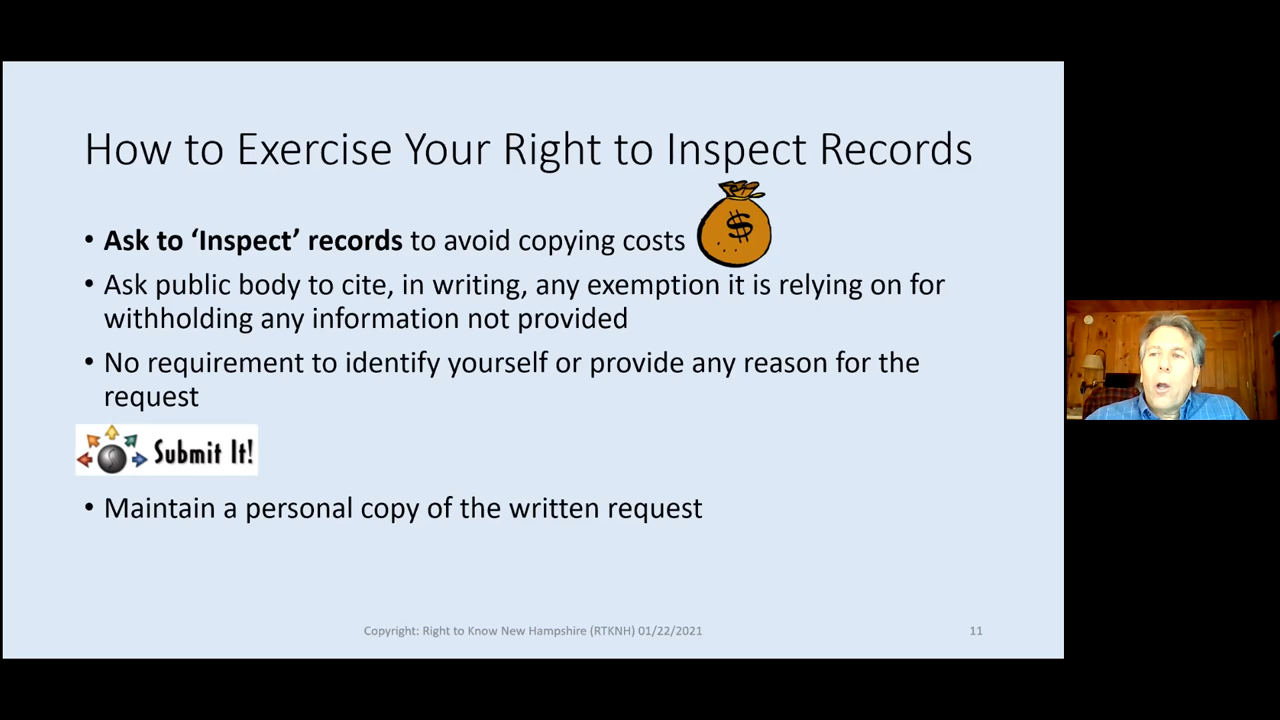 How to Exercise Your Right to Inspect Records
• Ask to ‘Inspect’ records to avoid copying costs
$
• Ask public body to cite, in writing, any exemption it is relying on for
withholding any information not provided
• No requirement to identify yourself or provide any reason for the
request
Submit It!
• Maintain a personal copy of the written request
Copyright: Right to Know New Hampshire (RTKNH) 01/22/2021
11